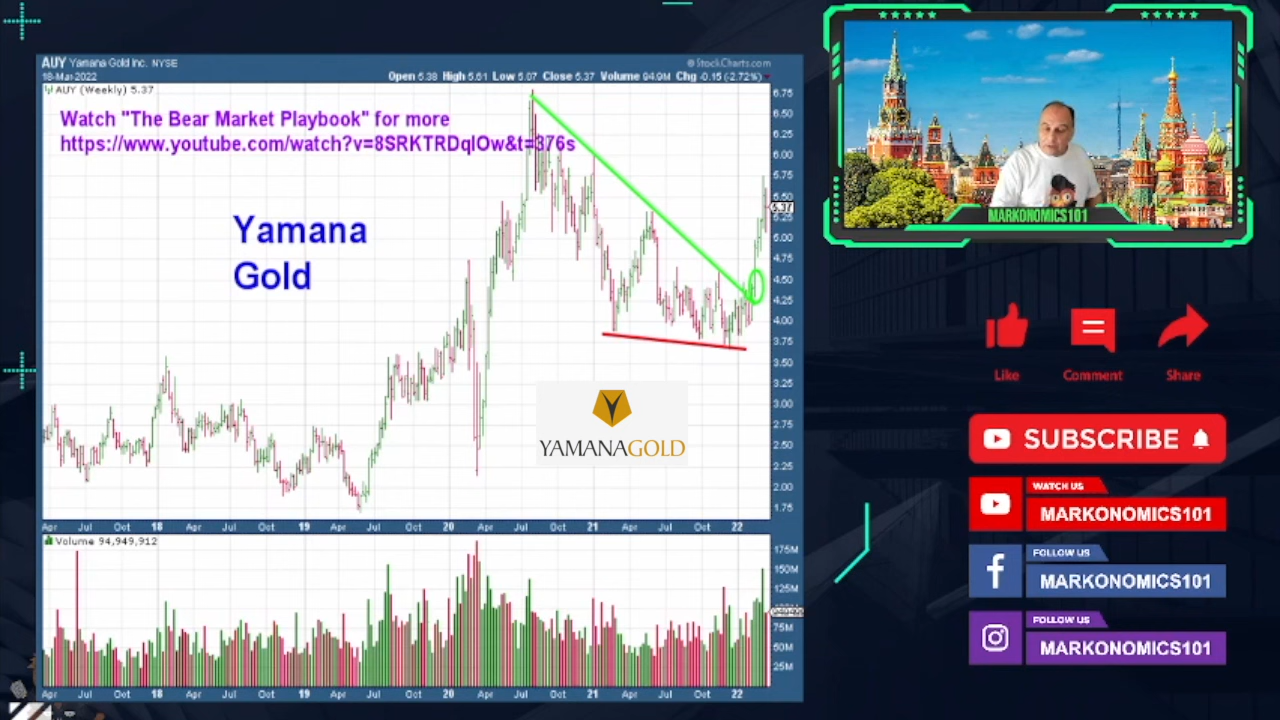 AUY Yamana Gold Inc. NYSE
© StockCharts.com
18-Mar-2022
Open 5.38 High 5.61 Low 5.07 Close 5.37 Volume 94.9M Chg -0.15 (-2.72%)
AUY (Weekly) 5.37
Watch "The Bear Market Playbook" for more
https://www.youtube.com/watch?v=8SRKTRDqlOw&t=376s
Yamana
Gold
YAMANAGOLD
6.75
6.50
6.25
6.00
5.75
5.50
5.37
5.25
5.00
4.75
4.50
4.25
4.00
3.75
3.50
3.25
3.00
2.75
2.50
2.25
2.00
1.75
Apr Jul Oct 18 Apr Jul Oct 19 Apr Jul Oct 20 Apr Jul Oct 21 Apr Jul Oct 22
Volume 94,949,912
175M
150M
125M
75M
50M
25M
Apr Jul Oct 18 Apr Jul Oct 19 Apr Jul Oct 20 Apr Jul Oct 21 Apr Jul Oct 22
MARKONOMICS101
Like Comment Share
SUBSCRIBE
WATCH US
MARKONOMICS101
FOLLOW US
MARKONOMICS101
FOLLOW US
MARKONOMICS101